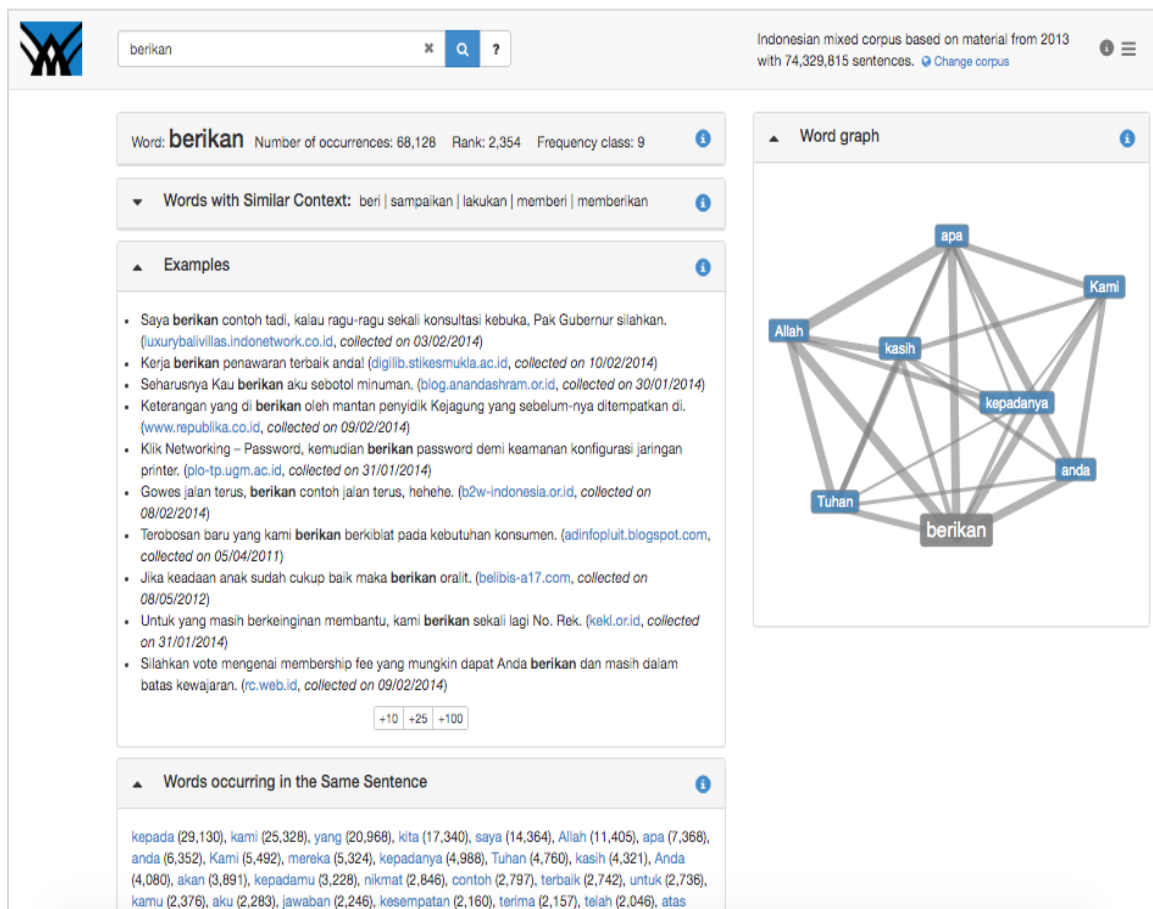 berikan
?
Indonesian mixed corpus based on material from 2013
with 74,329,815 sentences. Change corpus
Word: berikan Number of occurrences: 68,128 Rank: 2,354 Frequency class: 9
Words with Similar Context: beri | sampaikan | lakukan | memberi | memberikan
Examples
Saya berikan contoh tadi, kalau ragu-ragu sekali konsultasi kebuka, Pak Gubernur silahkan.
(luxurybalivillas.indonetwork.co.id, collected on 03/02/2014)
Kerja berikan penawaran terbaik anda! (digilib.stikesmukla.ac.id, collected on 10/02/2014)
Seharusnya Kau berikan aku sebotol minuman. (blog.anandashram.or.id, collected on 30/01/2014)
Keterangan yang di berikan oleh mantan penyidik Kejagung yang sebelum-nya ditempatkan di.
(www.republika.co.id, collected on 09/02/2014)
Klik Networking – Password, kemudian berikan password demi keamanan konfigurasi jaringan
printer. (plo-tp.ugm.ac.id, collected on 31/01/2014)
Gowes jalan terus, berikan contoh jalan terus, hehehe. (b2w-indonesia.or.id, collected on
08/02/2014)
Terobosan baru yang kami berikan berkiblat pada kebutuhan konsumen. (adinfopluit.blogspot.com,
collected on 05/04/2011)
Jika keadaan anak sudah cukup baik maka berikan oralit. (belibis-a17.com, collected on
08/05/2012)
Untuk yang masih berkeinginan membantu, kami berikan sekali lagi No. Rek. (kekl.or.id, collected
on 31/01/2014)
Silahkan vote mengenai membership fee yang mungkin dapat Anda berikan dan masih dalam
batas kewajaran. (rc.web.id, collected on 09/02/2014)
+10 +25 +100
Words occurring in the Same Sentence
kepada (29,130), kami (25,328), yang (20,968), kita (17,340), saya (14,364), Allah (11,405), apa (7,368),
anda (6,352), Kami (5,492), mereka (5,324), kepadanya (4,988), Tuhan (4,760), kasih (4,321), Anda
(4,080), akan (3,891), kepadamu (3,228), nikmat (2,846), contoh (2,797), terbaik (2,742), untuk (2,736),
kamu (2,376), aku (2,283), jawaban (2,246), kesempatan (2,160), terima (2,157), telah (2,046), atas
Word graph
apa
Kami
Allah
kasih
kepadanya
anda
Tuhan
berikan